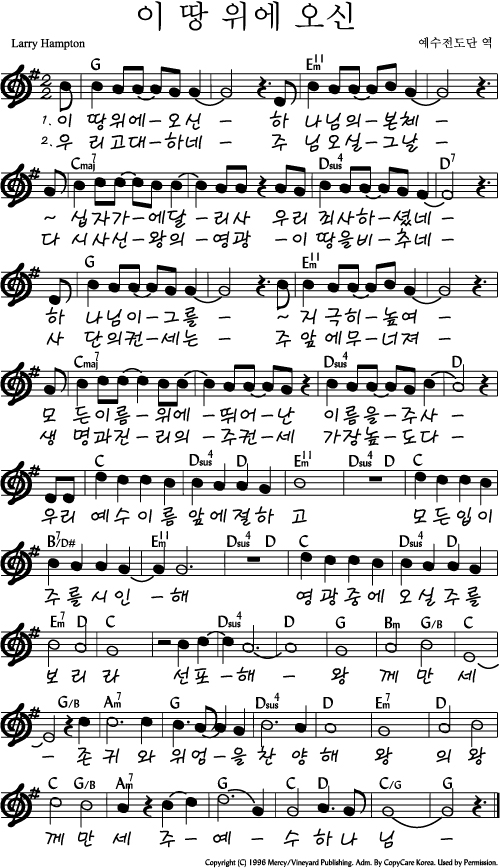 이 땅 위에 오신
Larry Hampton 예수전도단 역
G Em11
1. 이 땅위에-오신- 하 나님의-본체-
2. 우 리고대-하네- 주 님오실-그날-
Cmaj7 Dsus4 D7
~ 십자가-에달-리사 우리 죄사하-셨네-
다 시사신-왕의-영광 -이 땅을비-추네-
G Em11
하 나님이-그를- ~지 극히-높여-
사 단의권-세는- 주 앞에무-너져-
Cmaj7 Dsus4 D
모 든이름-위에-뛰어-난 이름을-주사-
생 명과진-리의-주권-세 가장높-도다-
C Dsus4 D Em11 Dsus4 D
우리 예수이름 앞에절하 고 모든입이
B7/D# Em11 Dsus4 D C Dsus4 D
주를시인-해 영광중에 오실주를
Em7 D C Dsus4 D G Bm G/B C
보리라 선포-해- 왕 께만세
G/B Am7 G Dsus4 D Em7 D
-존귀와 위엄-을찬양해 왕 의왕
C G/B Am7 G D C/G G
께 만 세 주-예-수하나 님-
Copyright (C) 1996 Mercy/Vineyard Publishing. Adm. By CopyCare Korea. Used by Permission.